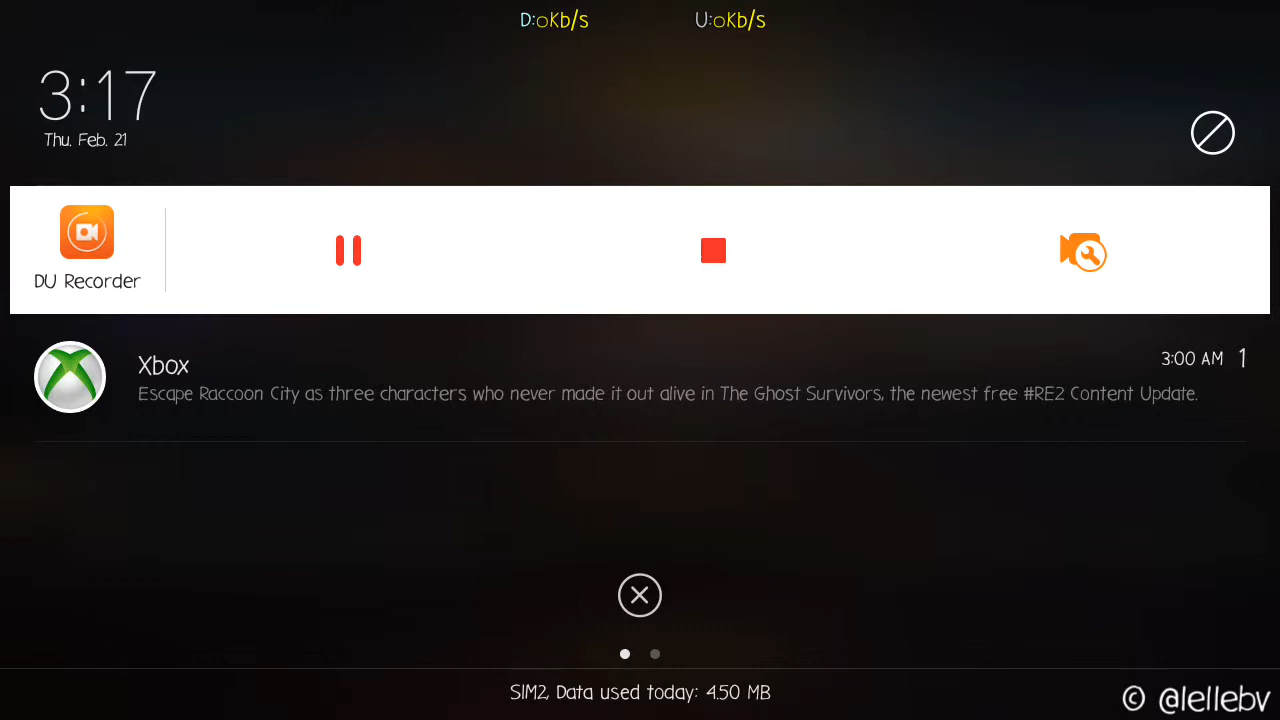 D:0Kb/s U:0Kb/s
3:17
Thu. Feb. 21
DU Recorder
Xbox 3:00 AM 1
Escape Raccoon City as three characters who never made it out alive in The Ghost Survivors, the newest free #RE2 Content Update.
SIM2, Data used today: 4.50 MB
© @lellebv